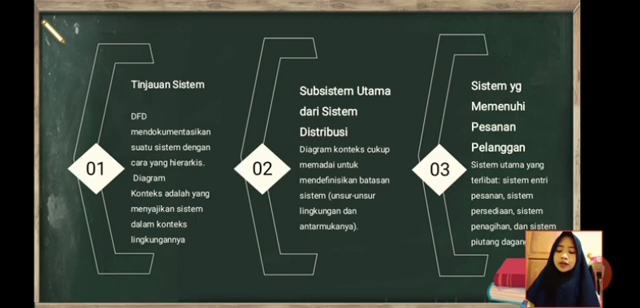 01
Tinjauan Sistem
DFD
mendokumentasikan
suatu sistem dengan
cara yang hierarkis.
Diagram
Konteks adalah yang
menyajikan sistem
dalam konteks
lingkungannya
02
Subsistem Utama
dari Sistem
Distribusi
Diagram konteks cukup
memadai untuk
mendefinisikan batasan
sistem (unsur-unsur
lingkungan dan
antarmukanya).
03
Sistem yg
Memenuhi
Pesanan
Pelanggan
Sistem utama yang
terlibat: sistem entri
pesanan, sistem
persediaan, sistem
penagihan, dan sistem
piutang dagang